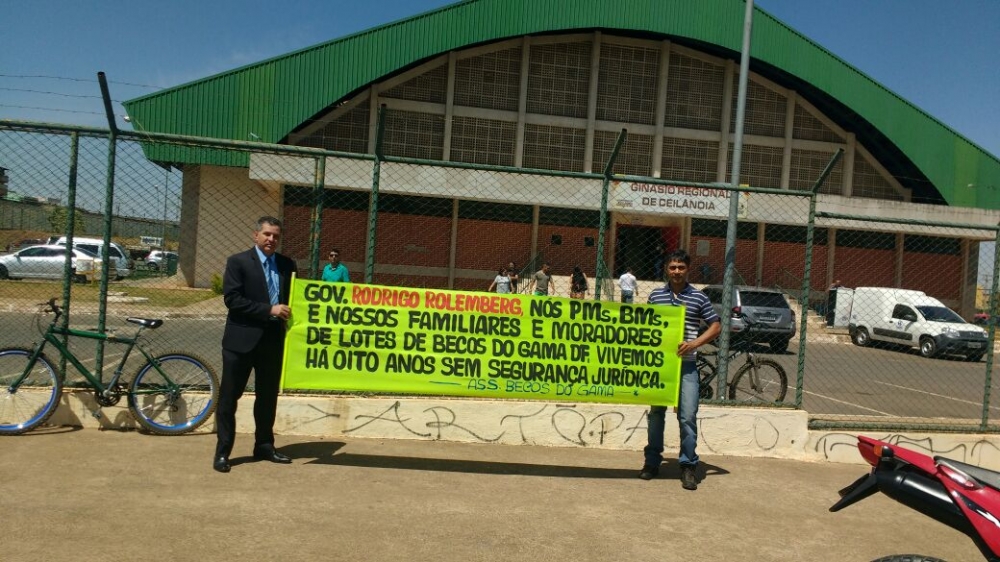 GINÁSIO REGIONAL
DE CEILÂNDIA
GOV. RODRIGO ROLEMBERG, NÓS PMs, BMs,
E NOSSOS FAMILIARES E MORADORES
DE LOTES DE BECOS DO GAMA DF, VIVEMOS
HÁ OITO ANOS SEM SEGURANÇA JURÍDICA.
ASS. BECOS DO GAMA